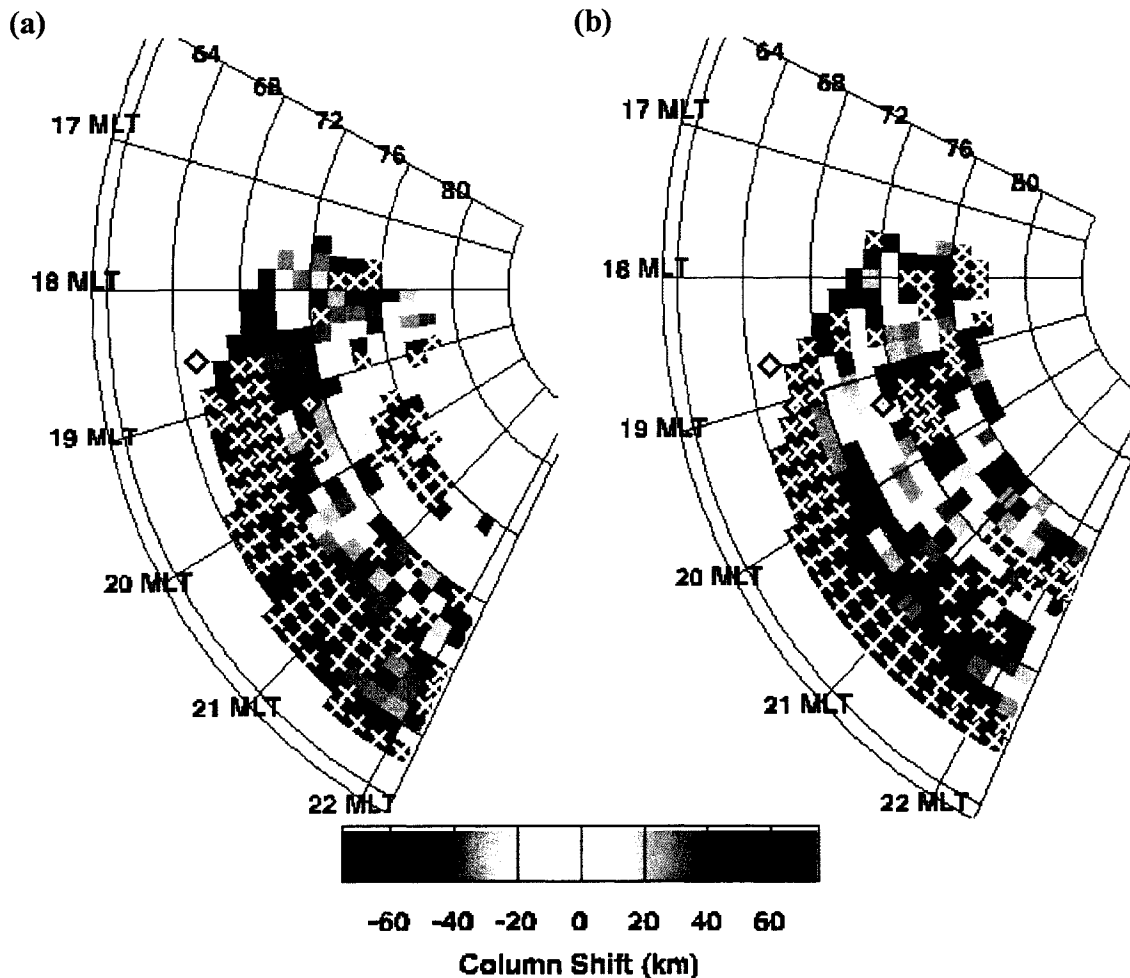 (a)
(b)
64
68
72
76
80
17 MLT
18 MLT
19 MLT
20 MLT
21 MLT
22 MLT
64
68
72
76
80
17 MLT
18 MLT
19 MLT
20 MLT
21 MLT
22 MLT
-60 -40 -20 0 20 40 60
Column Shift (km)